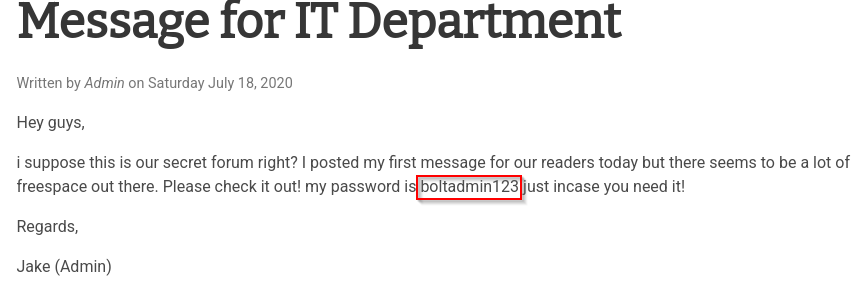 Message for IT Department
Written by Admin on Saturday July 18, 2020
Hey guys,
i suppose this is our secret forum right? I posted my first message for our readers today but there seems to be a lot of
freespace out there. Please check it out! my password is boltadmin123 just incase you need it!
Regards,
Jake (Admin)